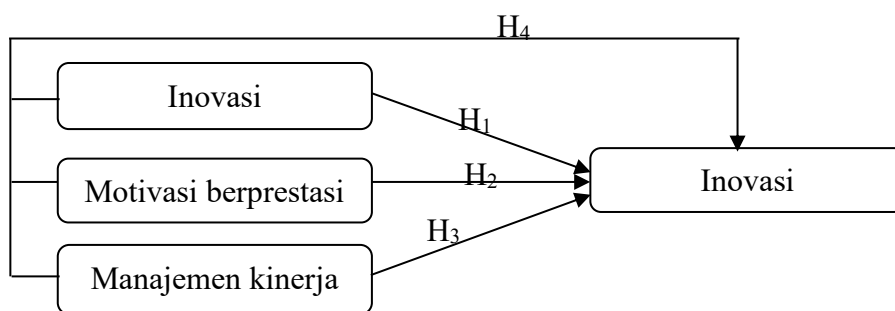 H₄
Inovasi
H₁
Motivasi berprestasi
H₂
Inovasi
H₃
Manajemen kinerja